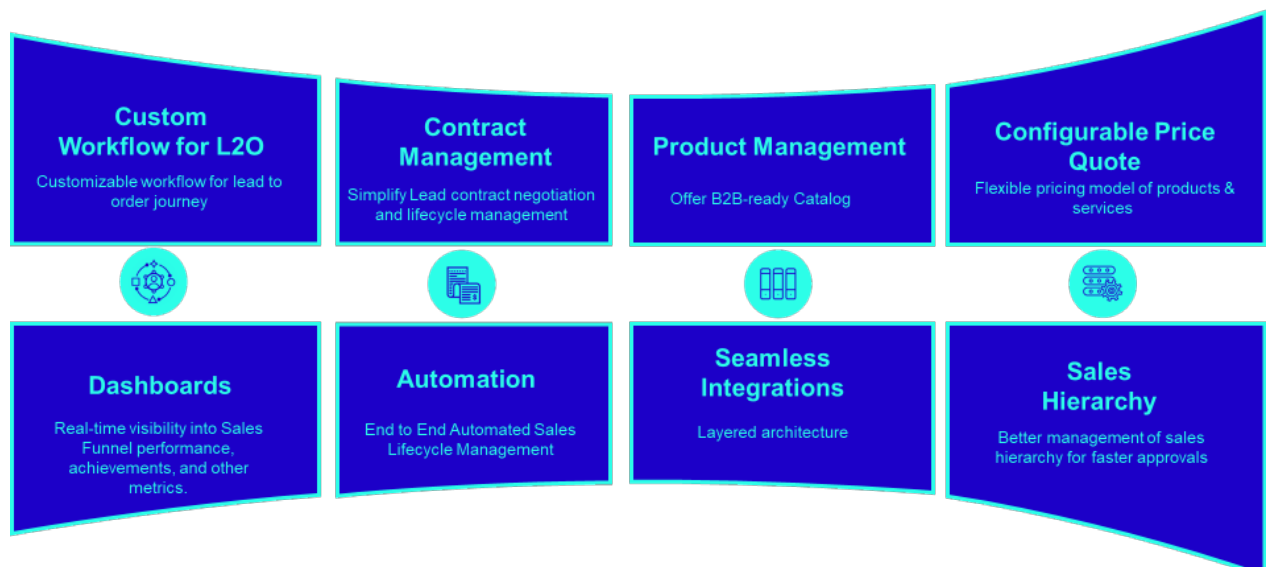 Custom
Workflow for L2O
Customizable workflow for lead to
order journey
Contract
Management
Simplify Lead contract negotiation
and lifecycle management
Product Management
Offer B2B-ready Catalog
Configurable Price
Quote
Flexible pricing model of products &
services
Dashboards
Real-time visibility into Sales
Funnel performance,
achievements, and other
metrics.
Automation
End to End Automated Sales
Lifecycle Management
Seamless
Integrations
Layered architecture
Sales
Hierarchy
Better management of sales
hierarchy for faster approvals